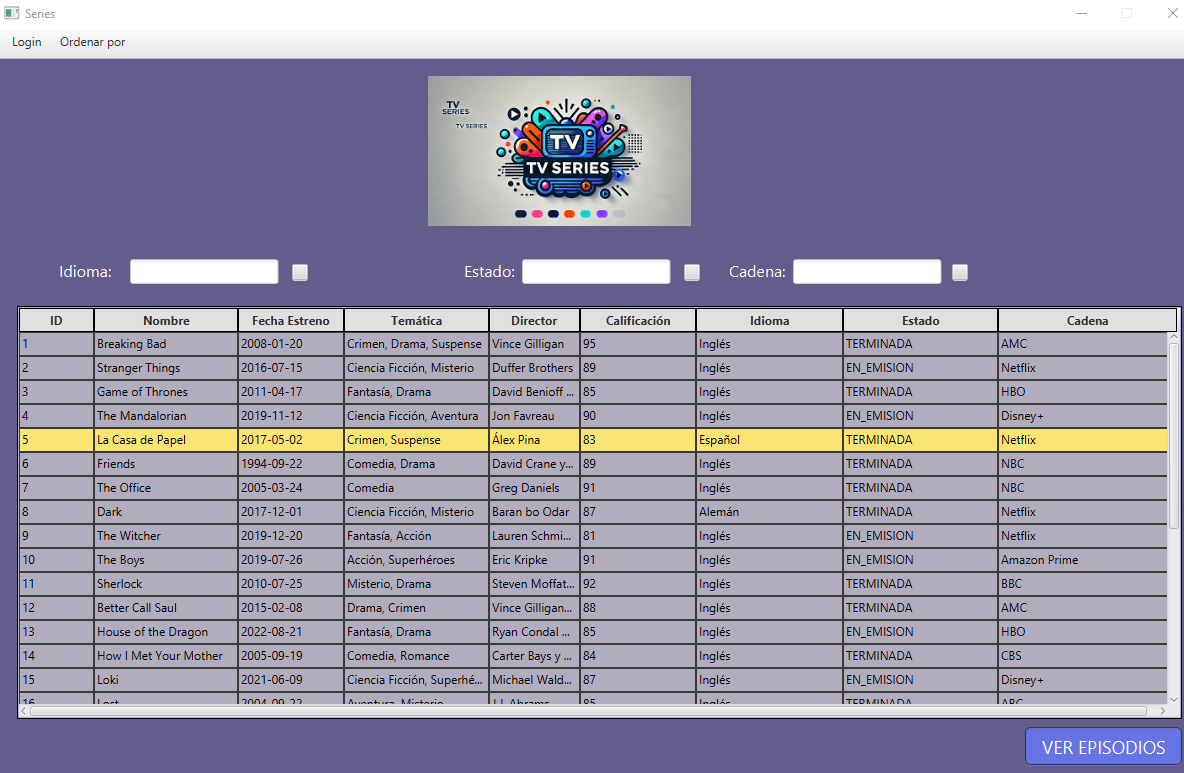 Series
Login Ordenar por
TV SERIES
TV SERIES
TV
TV SERIES
Idioma: Estado: Cadena:
ID Nombre Fecha Estreno Temática Director Calificación Idioma Estado Cadena
1 Breaking Bad 2008-01-20 Crimen, Drama, Suspense Vince Gilligan 95 Inglés TERMINADA AMC
2 Stranger Things 2016-07-15 Ciencia Ficción, Misterio Duffer Brothers 89 Inglés EN_EMISION Netflix
3 Game of Thrones 2011-04-17 Fantasía, Drama David Benioff ... 85 Inglés TERMINADA HBO
4 The Mandalorian 2019-11-12 Ciencia Ficción, Aventura Jon Favreau 90 Inglés EN_EMISION Disney+
5 La Casa de Papel 2017-05-02 Crimen, Suspense Álex Pina 83 Español TERMINADA Netflix
6 Friends 1994-09-22 Comedia, Drama David Crane y... 89 Inglés TERMINADA NBC
7 The Office 2005-03-24 Comedia Greg Daniels 91 Inglés TERMINADA NBC
8 Dark 2017-12-01 Ciencia Ficción, Misterio Baran bo Odar 87 Alemán TERMINADA Netflix
9 The Witcher 2019-12-20 Fantasía, Acción Lauren Schmi... 81 Inglés EN_EMISION Netflix
10 The Boys 2019-07-26 Acción, Superhéroes Eric Kripke 91 Inglés EN_EMISION Amazon Prime
11 Sherlock 2010-07-25 Misterio, Drama Steven Moffat... 92 Inglés TERMINADA BBC
12 Better Call Saul 2015-02-08 Drama, Crimen Vince Gilligan... 88 Inglés TERMINADA AMC
13 House of the Dragon 2022-08-21 Fantasía, Drama Ryan Condal ... 85 Inglés EN_EMISION HBO
14 How I Met Your Mother 2005-09-19 Comedia, Romance Carter Bays y ... 84 Inglés TERMINADA CBS
15 Loki 2021-06-09 Ciencia Ficción, Superhé... Michael Wald... 87 Inglés EN_EMISION Disney+
16 Lost 2004-09-22 Aventura, Misterio J.J. Abrams 85 Inglés TERMINADA ABC
VER EPISODIOS